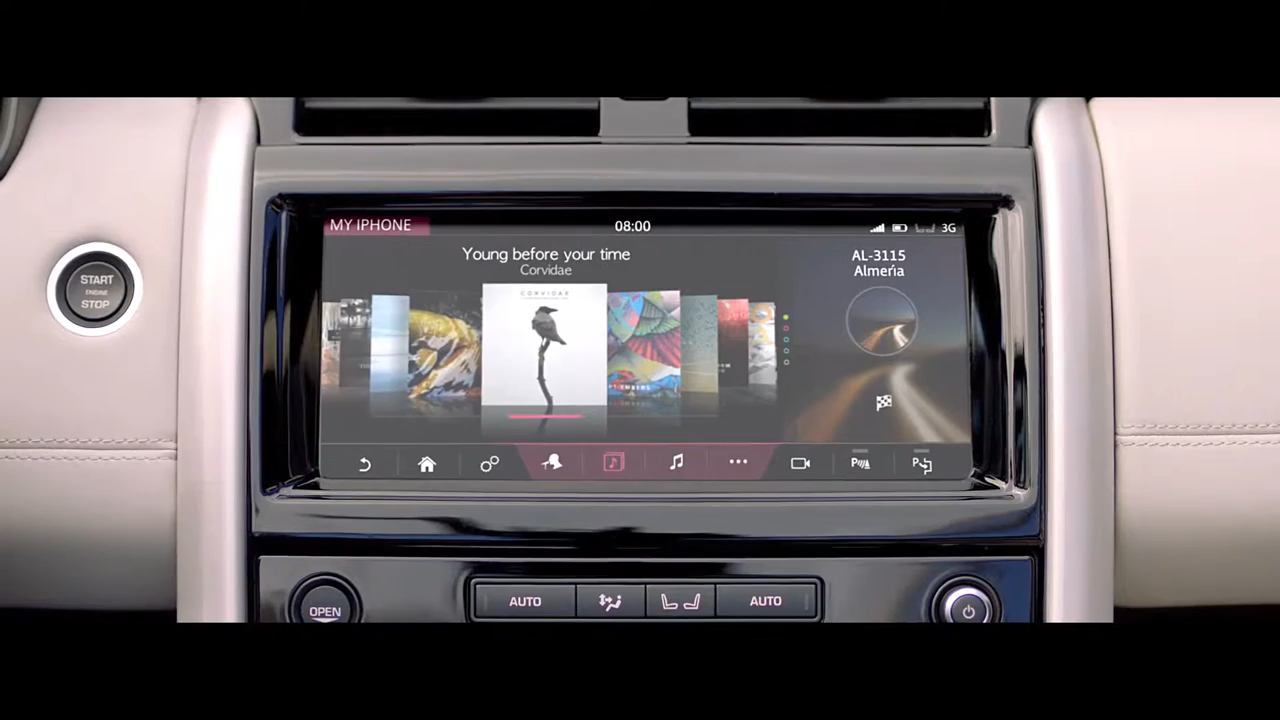 MY IPHONE
08:00
3G
Young before your time
Corvidae
AL-3115
Almería
CORVIDAE
START
ENGINE
STOP
OPEN
AUTO
AUTO